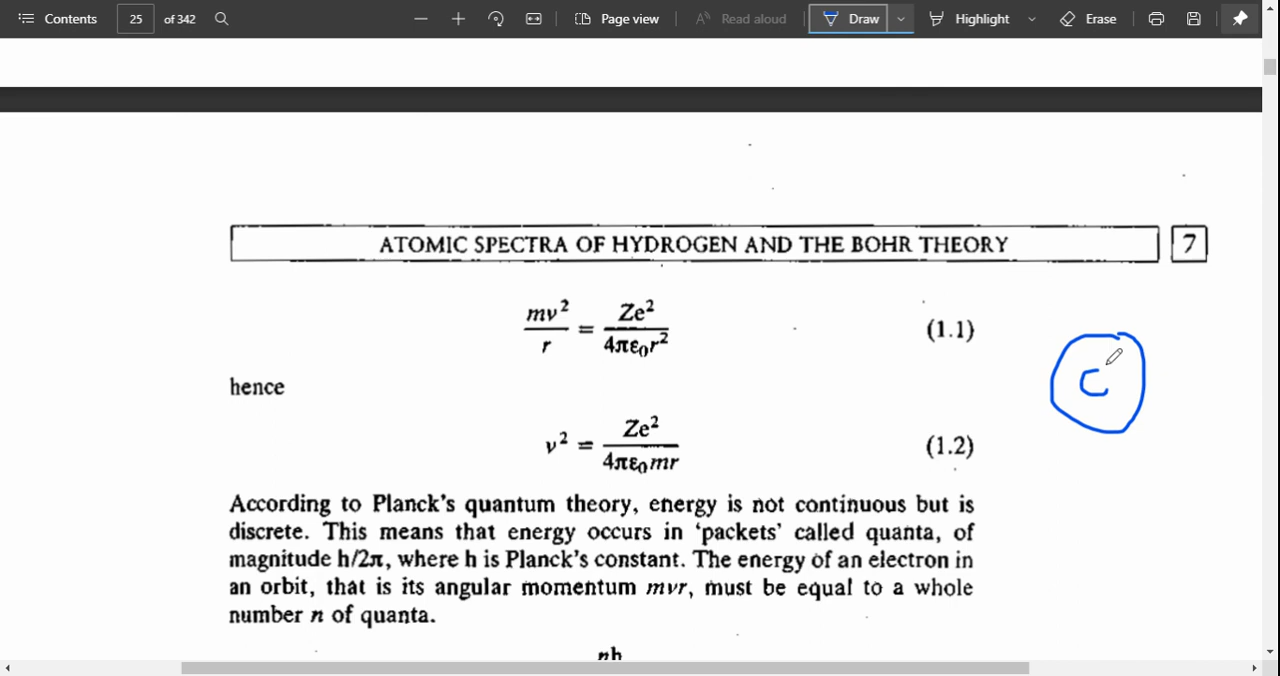 Contents 25 of 342 Page view Read aloud Draw Highlight Erase
ATOMIC SPECTRA OF HYDROGEN AND THE BOHR THEORY 7
mv²/r = Ze²/4πε₀r² (1.1)
hence
v² = Ze²/4πε₀mr (1.2)
C
According to Planck's quantum theory, energy is not continuous but is
discrete. This means that energy occurs in 'packets' called quanta, of
magnitude h/2π, where h is Planck's constant. The energy of an electron in
an orbit, that is its angular momentum mvr, must be equal to a whole
number n of quanta.
nh